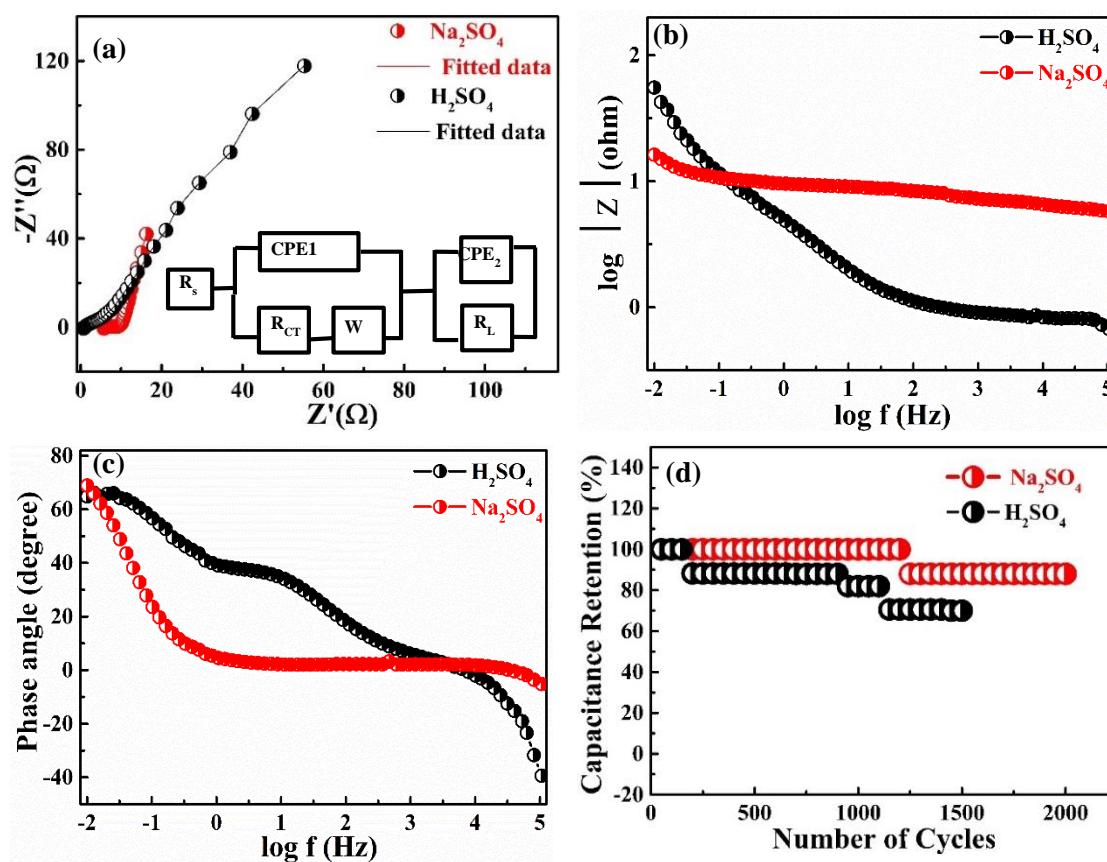 (a)
Na₂SO₄
Fitted data
H₂SO₄
Fitted data
120
80
40
0
-Z''(Ω)
CPE1
Rs
RCT
W
CPE2
RL
0 20 40 60 80 100
Z'(Ω)
(b)
H₂SO₄
Na₂SO₄
2
1
0
log |Z| (ohm)
-2 -1 0 1 2 3 4 5
log f (Hz)
(c)
H₂SO₄
Na₂SO₄
80
60
40
20
0
-20
-40
Phase angle (degree)
-2 -1 0 1 2 3 4 5
log f (Hz)
(d)
Na₂SO₄
H₂SO₄
140
120
100
80
60
40
20
0
-20
Capacitance Retention (%)
0 500 1000 1500 2000
Number of Cycles